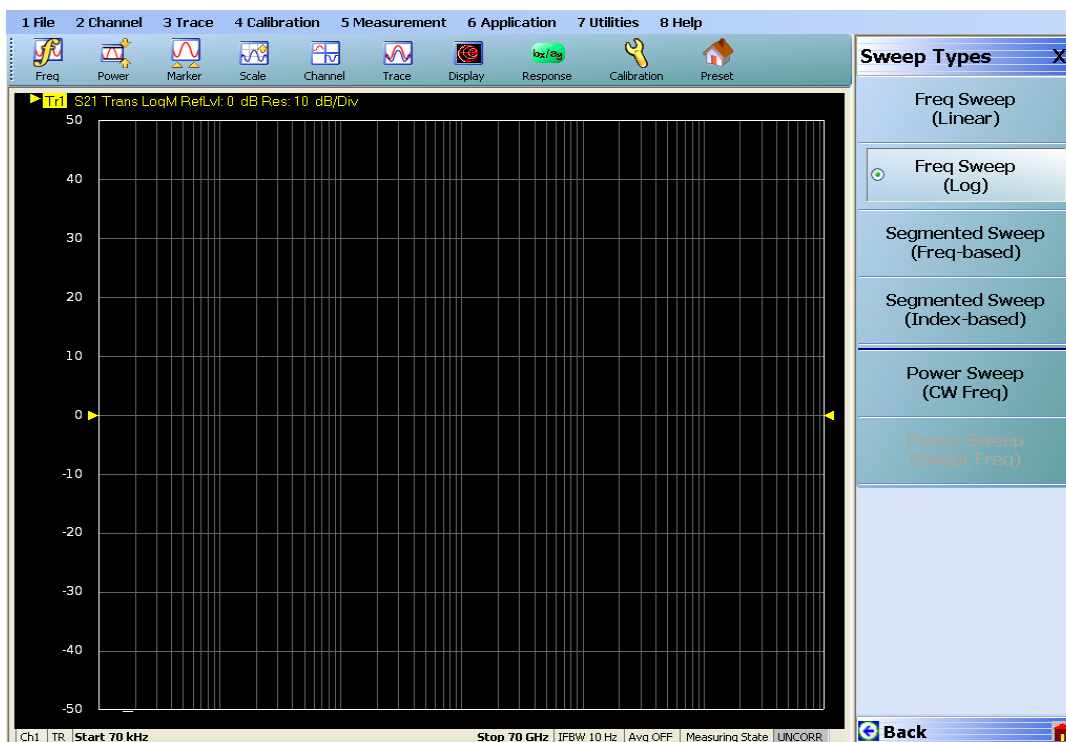 1 File 2 Channel 3 Trace 4 Calibration 5 Measurement 6 Application 7 Utilities 8 Help
Freq Power Marker Scale Channel Trace Display Response Calibration Preset
bx/ay
Tr1 S21 Trans LogM RefLvl: 0 dB Res: 10 dB/Div
50
40
30
20
10
0
-10
-20
-30
-40
-50
Ch1 TR Start 70 kHz Stop 70 GHz IFBW 10 Hz Avg OFF Measuring State UNCORR
Sweep Types X
Freq Sweep
(Linear)
Freq Sweep
(Log)
Segmented Sweep
(Freq-based)
Segmented Sweep
(Index-based)
Power Sweep
(CW Freq)
Power Sweep
(Swept Freq)
Back